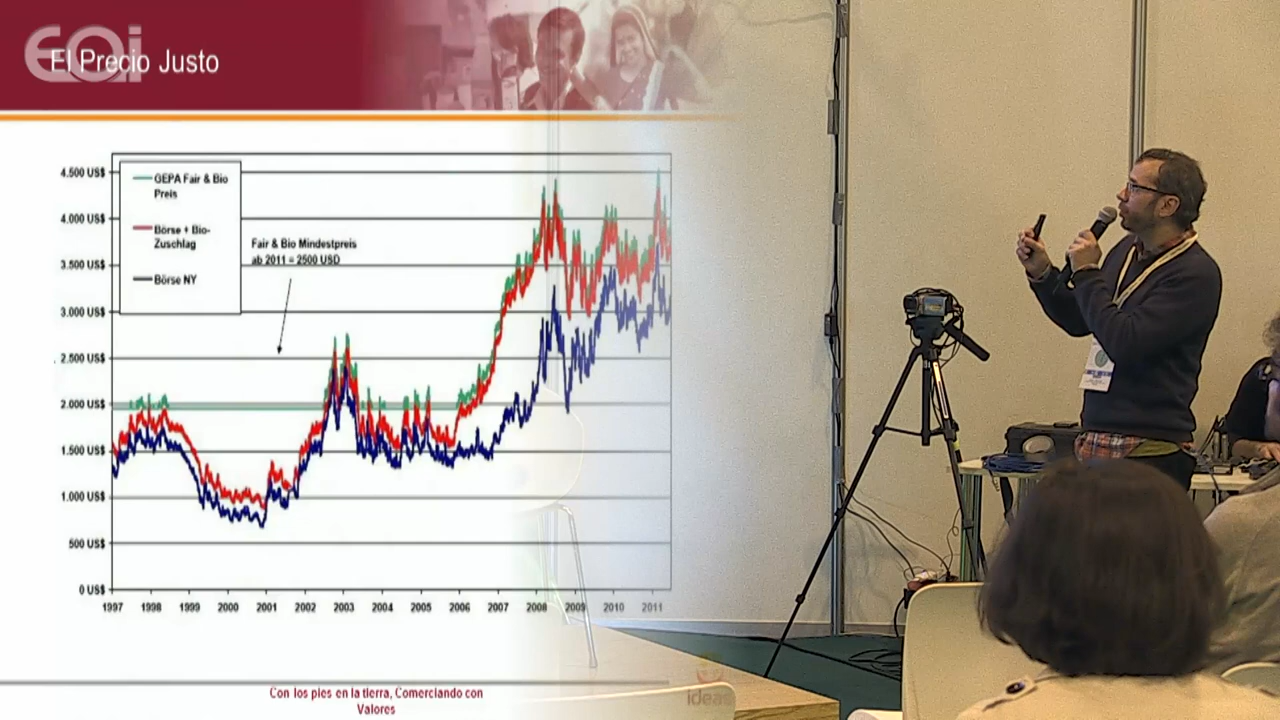 EOi
El Precio Justo
4.500 US$
4.000 US$
3.500 US$
3.000 US$
2.500 US$
2.000 US$
1.500 US$
1.000 US$
500 US$
0 US$
GEPA Fair & Bio
Preis
Börse + Bio-
Zuschlag
Börse NY
Fair & Bio Mindestpreis
ab 2011 = 2500 USD
1997 1998 1999 2000 2001 2002 2003 2004 2005 2006 2007 2008 2009 2010 2011
Con los pies en la tierra, Comerciando con
Valores
ideas